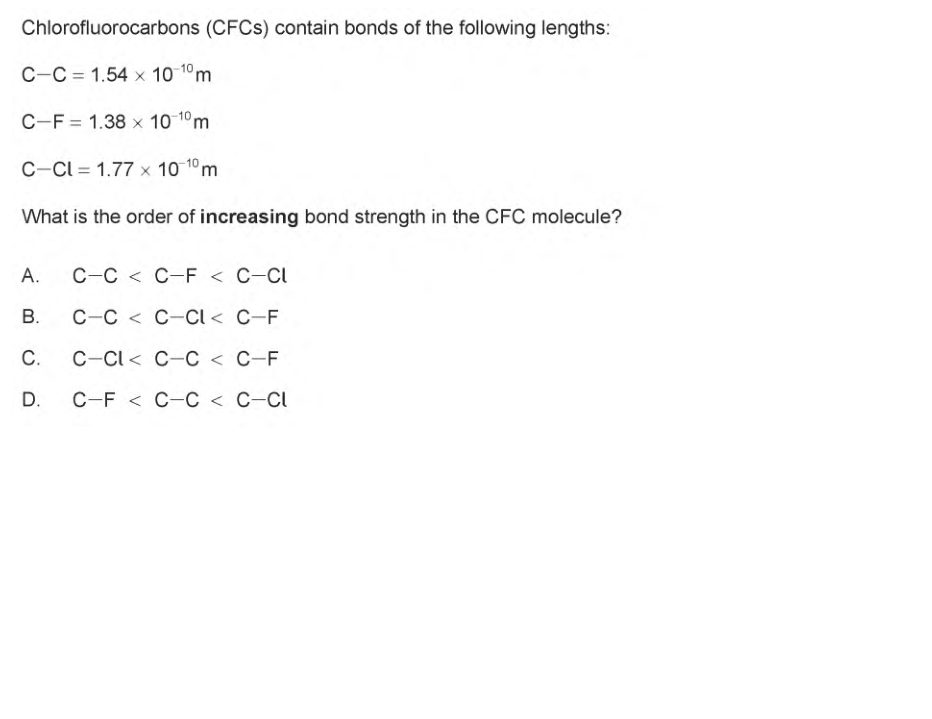 Chlorofluorocarbons (CFCs) contain bonds of the following lengths:
C–C = 1.54 × 10⁻¹⁰ m
C–F = 1.38 × 10⁻¹⁰ m
C–Cl = 1.77 × 10⁻¹⁰ m
What is the order of increasing bond strength in the CFC molecule?
A. C–C < C–F < C–Cl
B. C–C < C–Cl < C–F
C. C–Cl < C–C < C–F
D. C–F < C–C < C–Cl